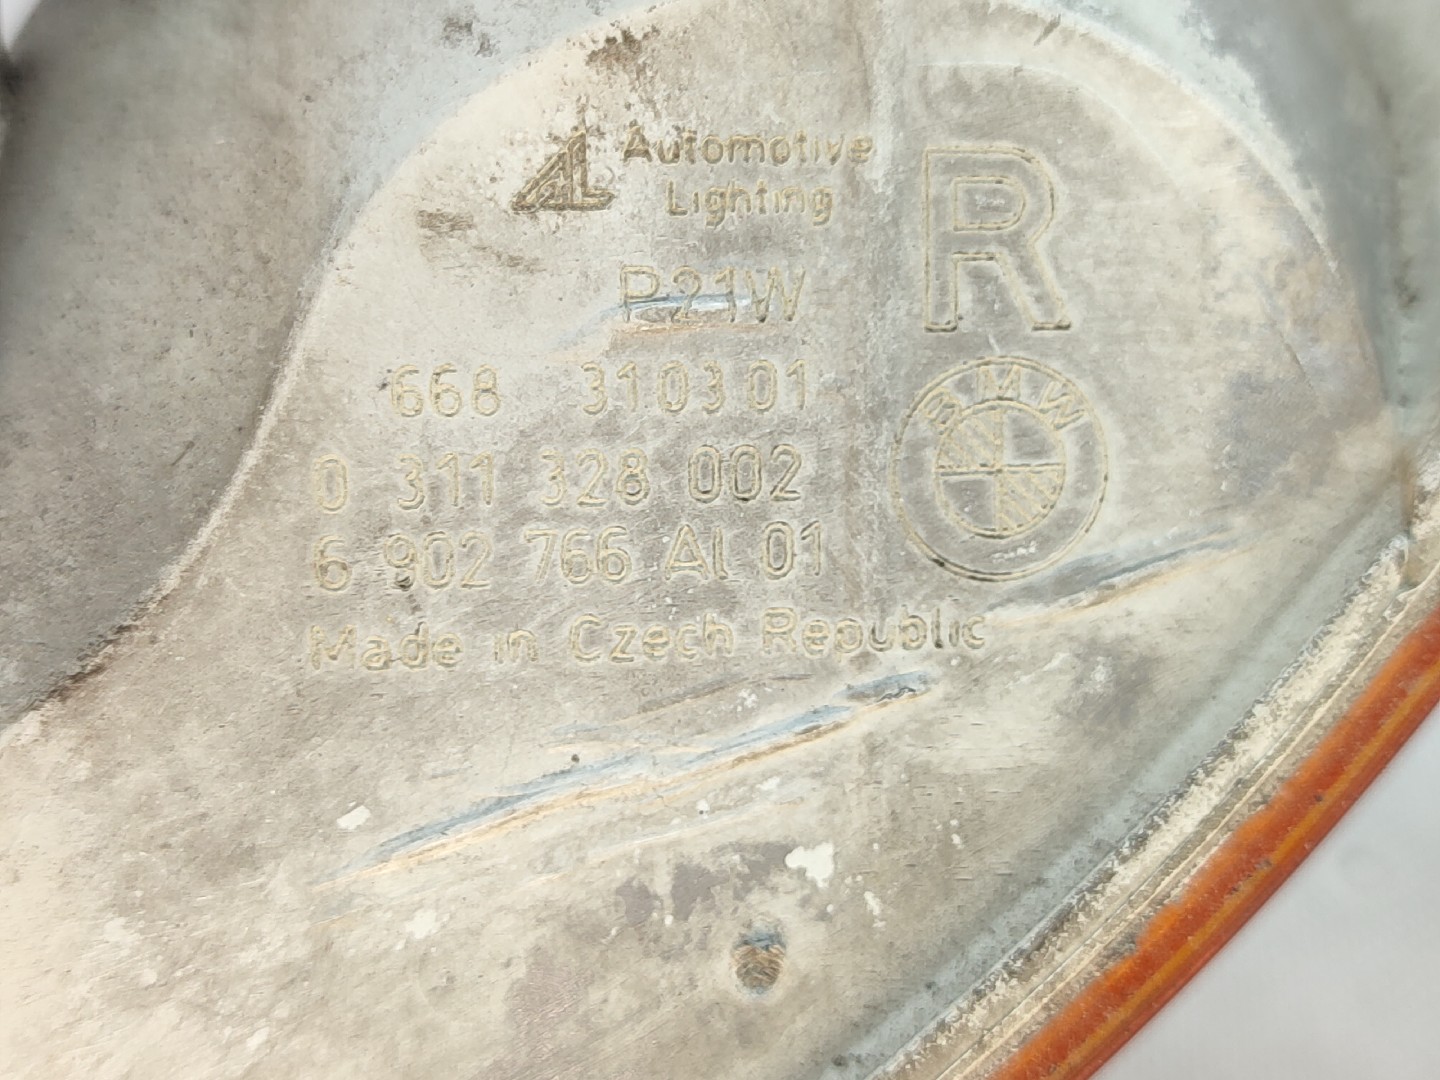 AL Automotive
Lighting
R
P21W
668 310301
BMW
0 311 328 002
6 902 766 AL 01
Made in Czech Republic